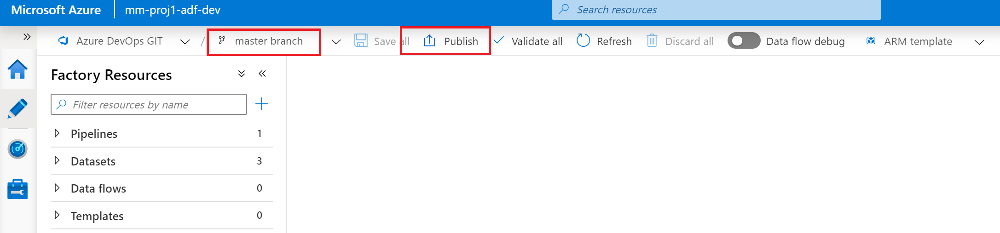 Microsoft Azure mm-proj1-adf-dev Search resources
Azure DevOps GIT / master branch Save all Publish Validate all Refresh Discard all Data flow debug ARM template
Factory Resources
Filter resources by name
Pipelines 1
Datasets 3
Data flows 0
Templates 0